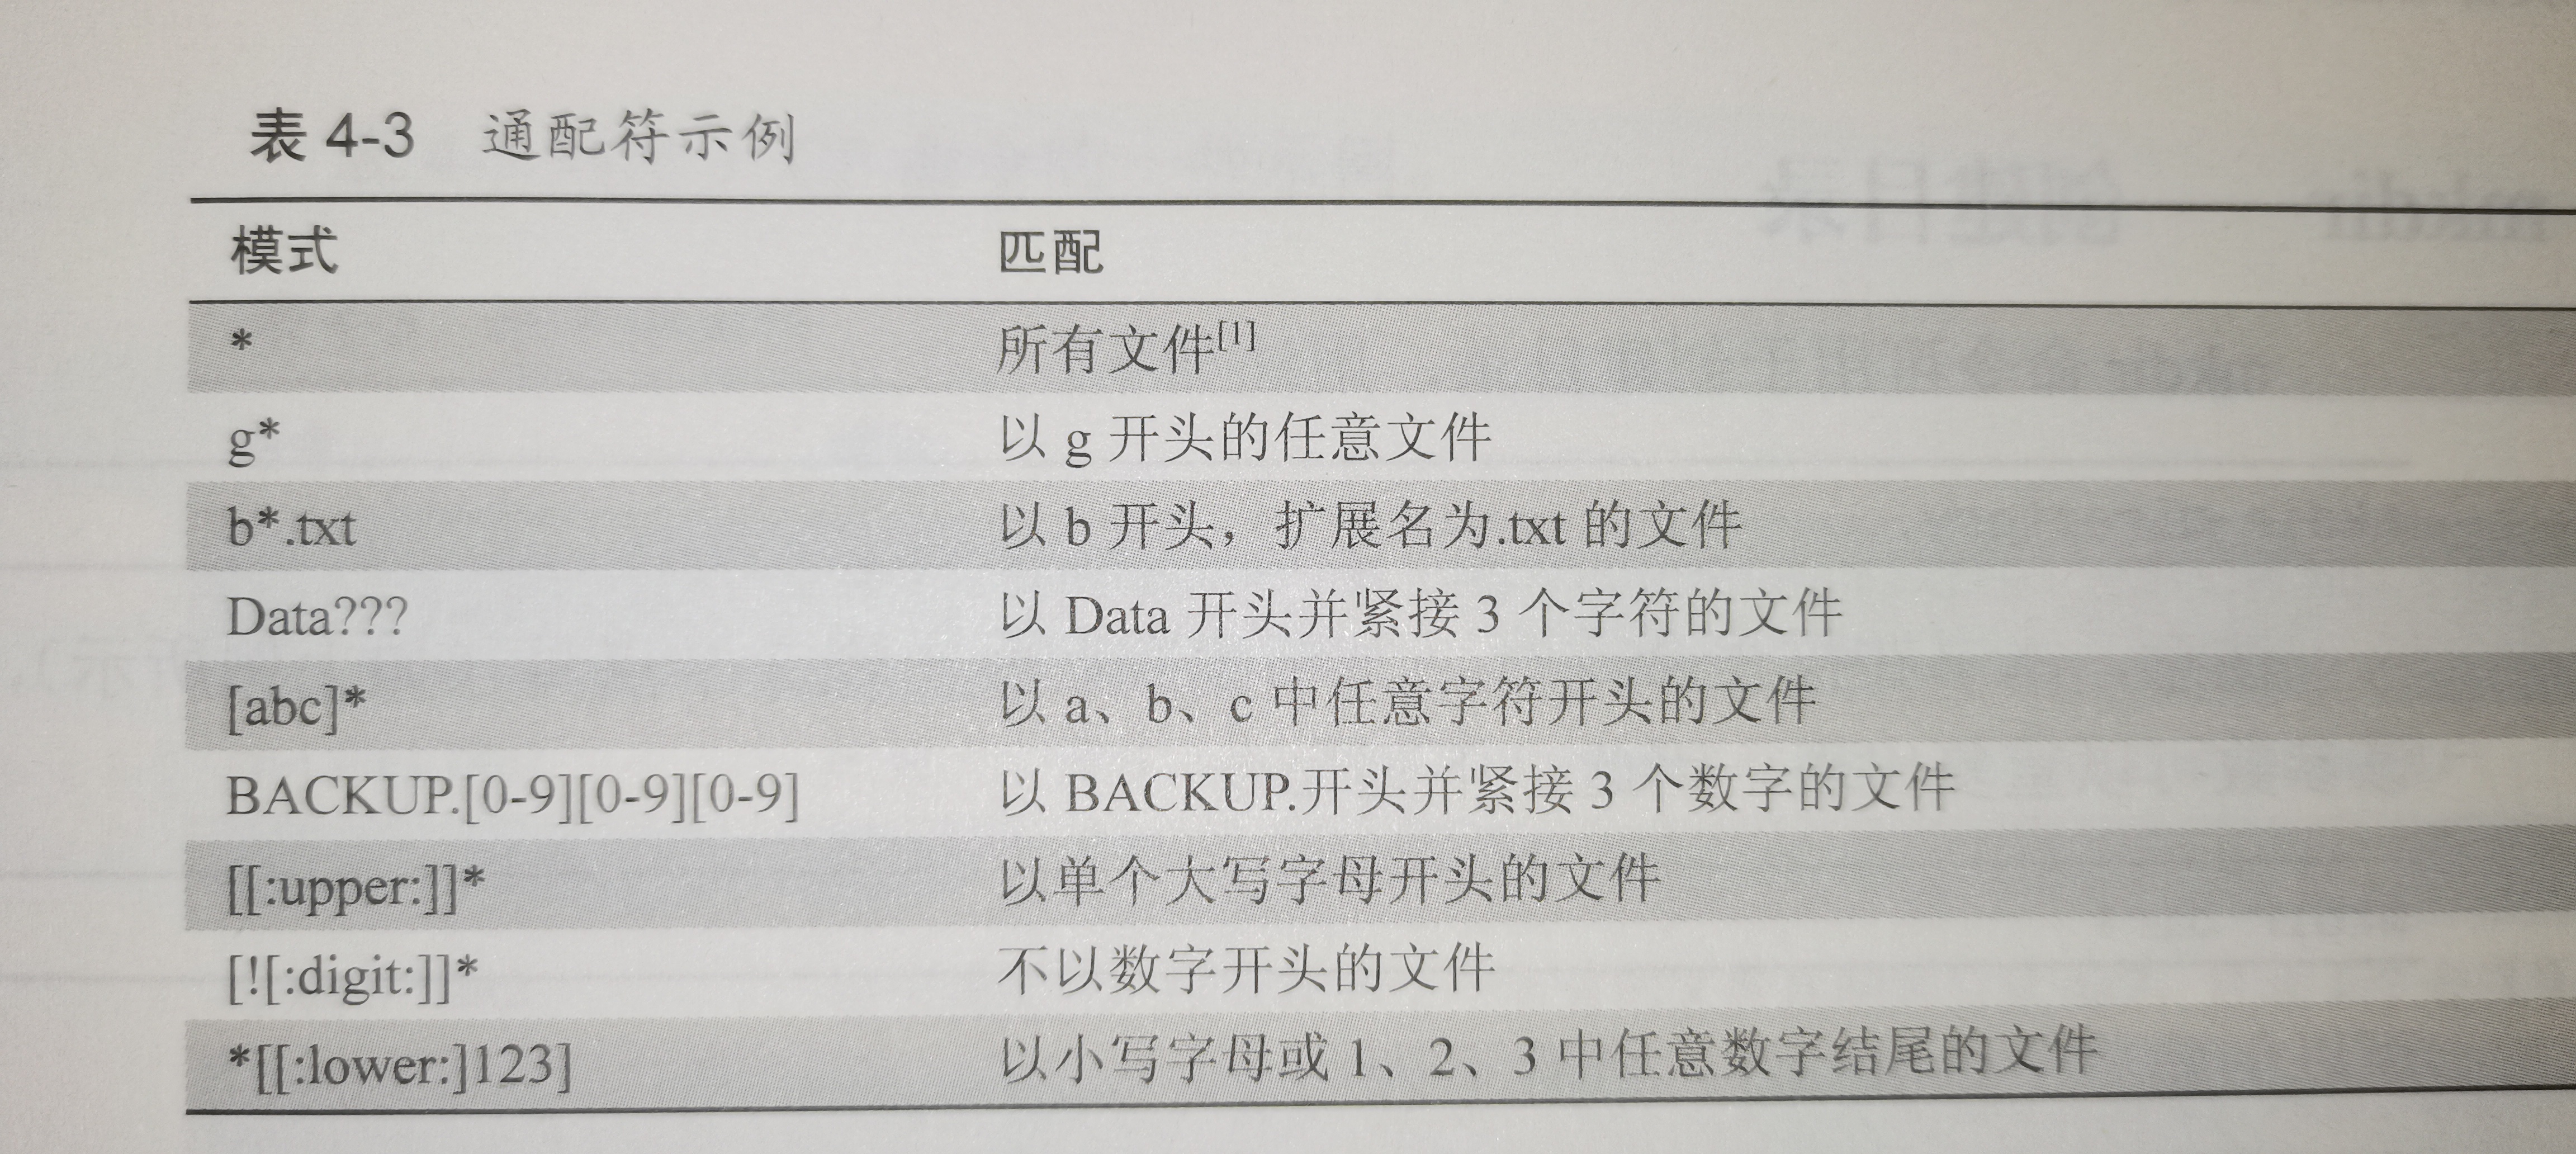 表 4-3 通配符示例
模式 匹配
* 所有文件[1]
g* 以 g 开头的任意文件
b*.txt 以 b 开头，扩展名为.txt 的文件
Data??? 以 Data 开头并紧接 3 个字符的文件
[abc]* 以 a、b、c 中任意字符开头的文件
BACKUP.[0-9][0-9][0-9] 以 BACKUP.开头并紧接 3 个数字的文件
[[:upper:]]* 以单个大写字母开头的文件
[![:digit:]]* 不以数字开头的文件
*[[:lower:]123] 以小写字母或 1、2、3 中任意数字结尾的文件